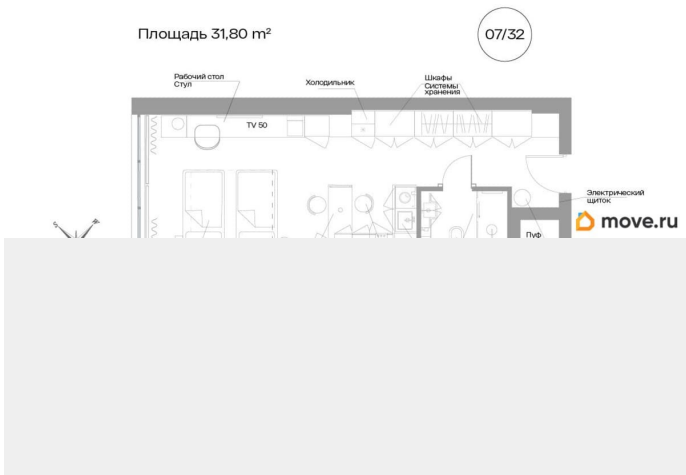 Площадь 31,80 m²
07/32
Рабочий стол
Стул
Холодильник
Шкафы
Системы
хранения
TV 50
Электрический
щиток
move.ru
Пуф
S